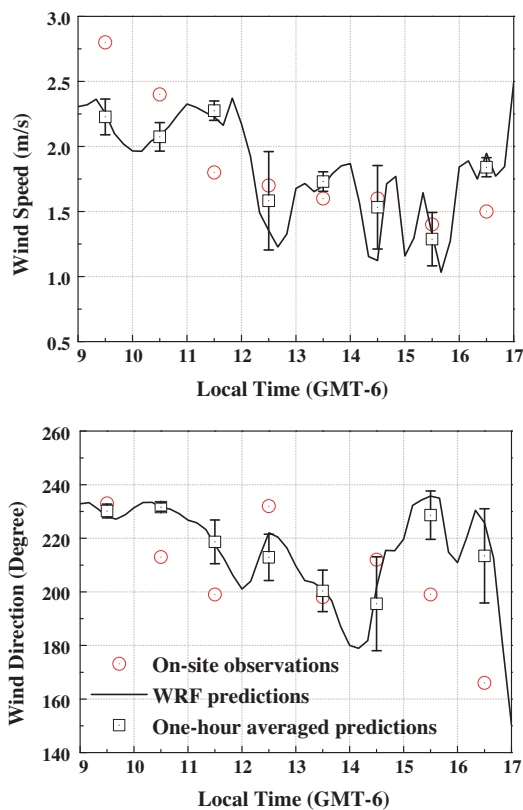 3.0
2.5
2.0
1.5
1.0
0.5
Wind Speed (m/s)
9 10 11 12 13 14 15 16 17
Local Time (GMT-6)
260
240
220
200
180
160
140
Wind Direction (Degree)
On-site observations
WRF predictions
One-hour averaged predictions
9 10 11 12 13 14 15 16 17
Local Time (GMT-6)